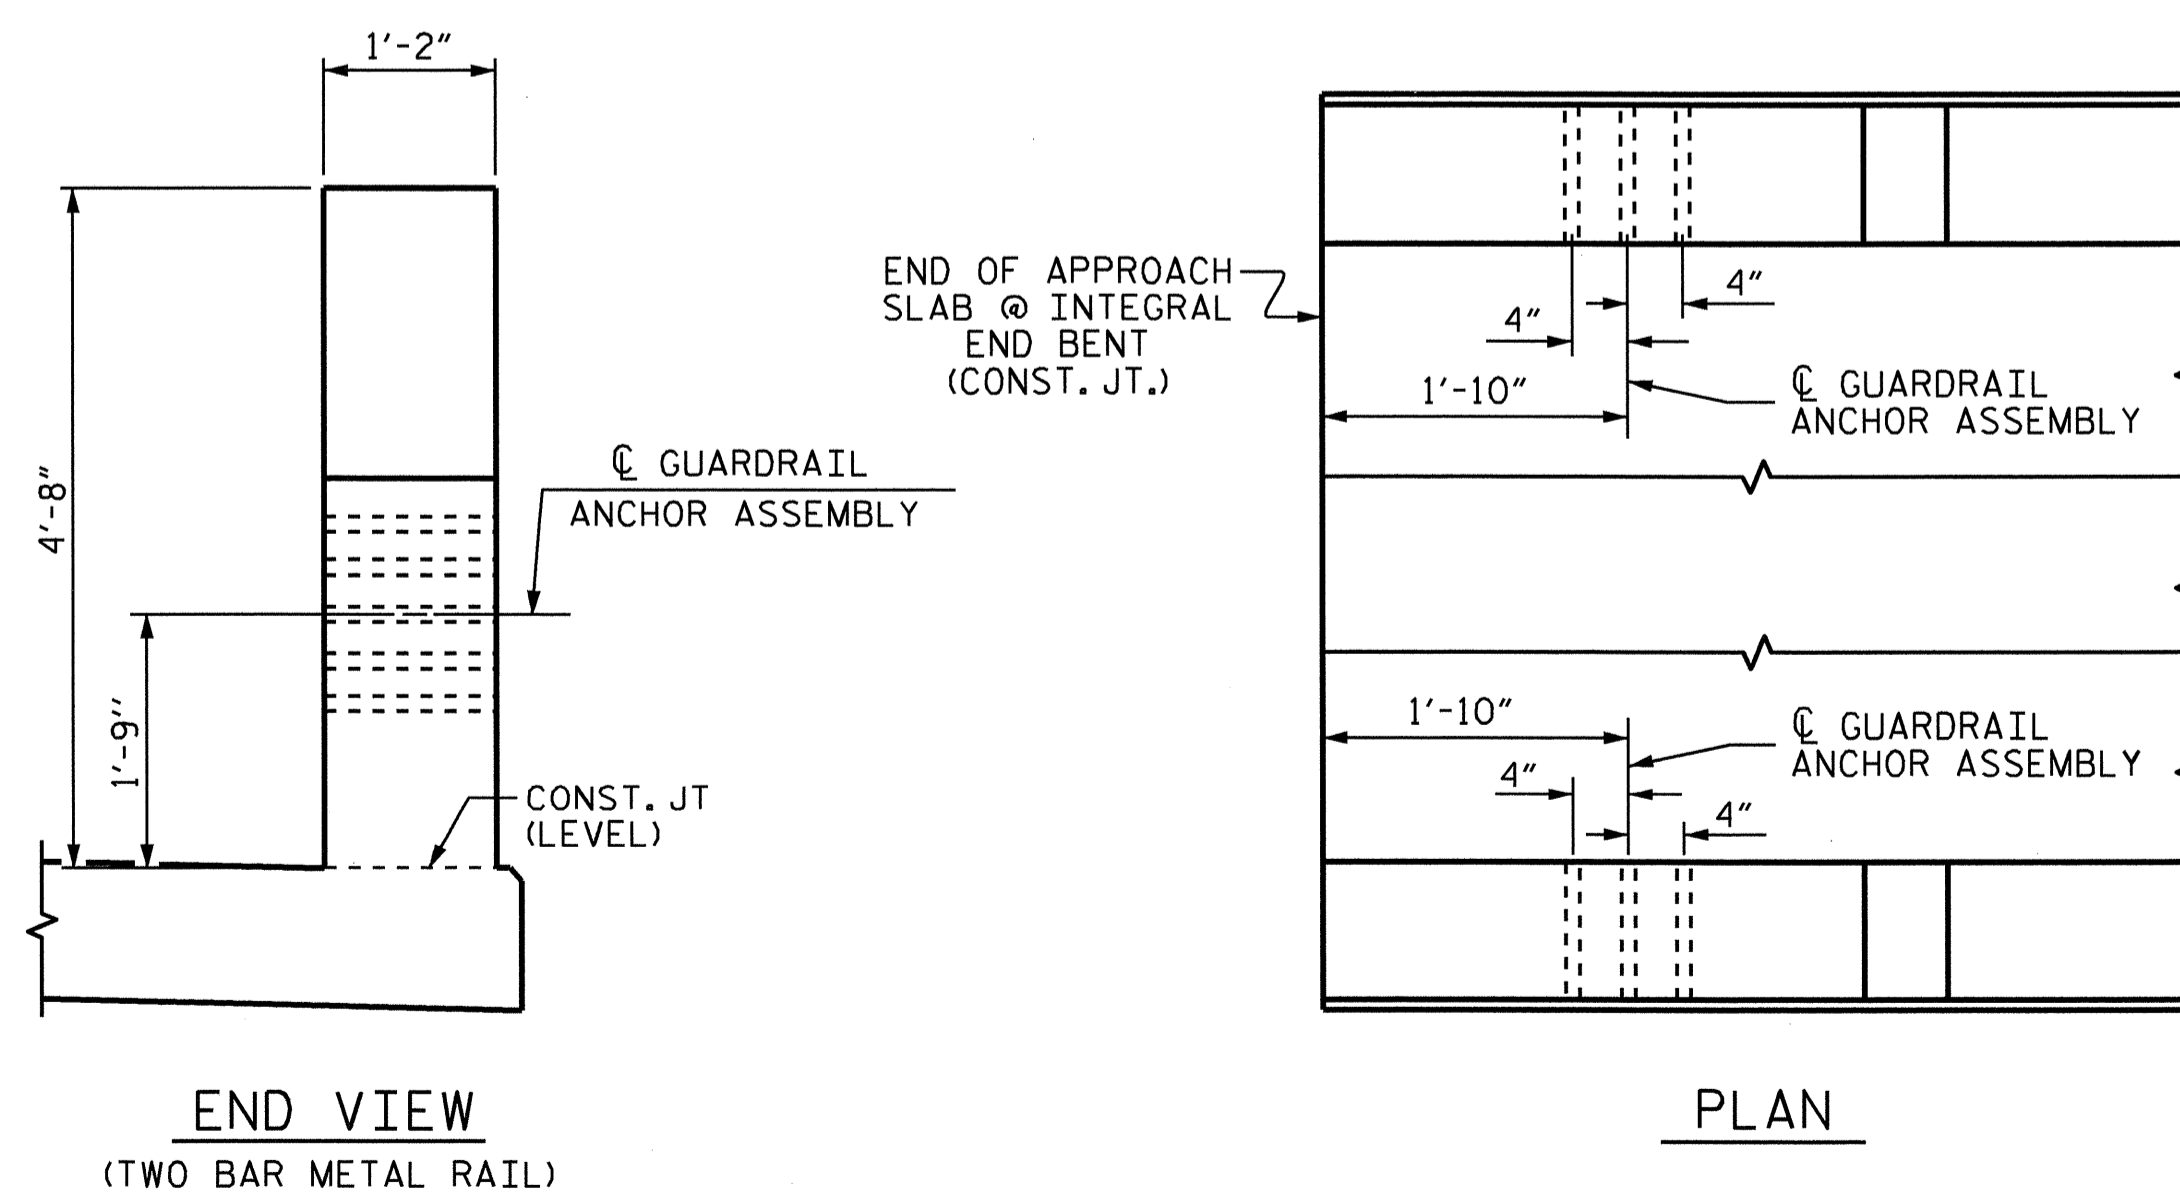 1'-2"
4'-8"
℄ GUARDRAIL
ANCHOR ASSEMBLY
1'-9''
CONST. JT
(LEVEL)
END VIEW
(TWO BAR METAL RAIL)
END OF APPROACH
SLAB @ INTEGRAL
END BENT
(CONST. JT.)
4"
4"
1'-10"
℄ GUARDRAIL
ANCHOR ASSEMBLY
1'-10"
℄ GUARDRAIL
ANCHOR ASSEMBLY
4"
4"
PLAN